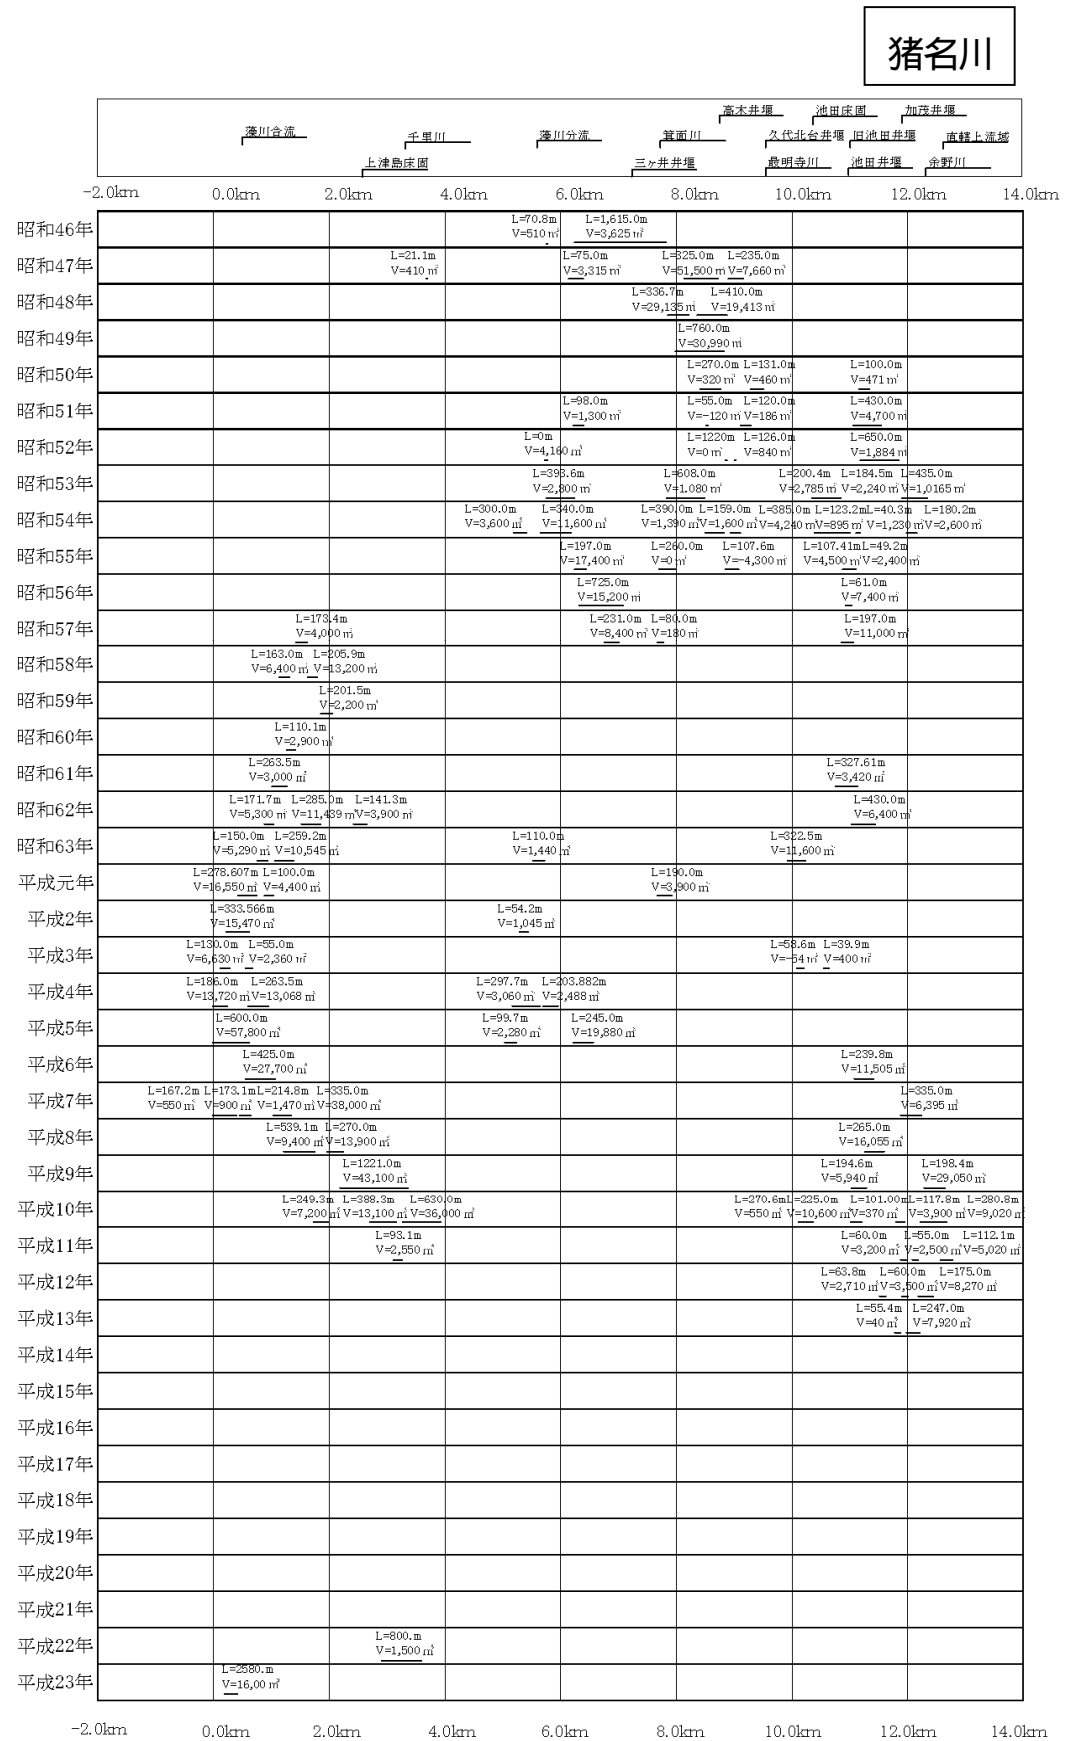 猪名川
高木井堰 池田床固 加茂井堰
藻川合流 千里川 藻川分流 箕面川 久代北台井堰 旧池田井堰 直轄上流域
上津島床固 三ヶ井井堰 最明寺川 池田井堰 余野川
-2.0km 0.0km 2.0km 4.0km 6.0km 8.0km 10.0km 12.0km 14.0km
昭和46年 L=70.8m L=1,615.0m
V=510㎥ V=3,625㎥
昭和47年 L=21.1m L=75.0m L=325.0m L=235.0m
V=410㎥ V=3,315㎥ V=51,500㎥ V=7,660㎥
昭和48年 L=336.7m L=410.0m
V=29,135㎥ V=19,413㎥
昭和49年 L=760.0m
V=30,990㎥
昭和50年 L=270.0m L=131.0m L=100.0m
V=320㎥ V=460㎥ V=471㎥
昭和51年 L=98.0m L=55.0m L=120.0m L=430.0m
V=1,300㎥ V=-120㎥ V=186㎥ V=4,700㎥
昭和52年 L=0m L=1220m L=126.0m L=650.0m
V=4,160㎥ V=0㎥ V=840㎥ V=1,884㎥
昭和53年 L=393.6m L=608.0m L=200.4m L=184.5m L=435.0m
V=2,800㎥ V=1.080㎥ V=2,785㎥ V=2,240㎥ V=1,0165㎥
昭和54年 L=300.0m L=340.0m L=390.0m L=159.0m L=385.0m L=123.2m L=40.3m L=180.2m
V=3,600㎥ V=11,600㎥ V=1,390㎥ V=1,600㎥ V=4,240㎥ V=895㎥ V=1,230㎥ V=2,600㎥
昭和55年 L=197.0m L=260.0m L=107.6m L=107.41m L=49.2m
V=17,400㎥ V=0㎥ V=-4,300㎥ V=4,500㎥ V=2,400㎥
昭和56年 L=725.0m L=61.0m
V=15,200㎥ V=7,400㎥
昭和57年 L=173.4m L=231.0m L=80.0m L=197.0m
V=4,000㎥ V=8,400㎥ V=180㎥ V=11,000㎥
昭和58年 L=163.0m L=205.9m
V=6,400㎥ V=13,200㎥
昭和59年 L=201.5m
V=2,200㎥
昭和60年 L=110.1m
V=2,900㎥
昭和61年 L=263.5m L=327.61m
V=3,000㎥ V=3,420㎥
昭和62年 L=171.7m L=285.0m L=141.3m L=430.0m
V=5,300㎥ V=11,439㎥ V=3,900㎥ V=6,400㎥
昭和63年 L=150.0m L=259.2m L=110.0m L=322.5m
V=5,290㎥ V=10,545㎥ V=1,440㎥ V=11,600㎥
平成元年 L=278.607m L=100.0m L=190.0m
V=16,550㎥ V=4,400㎥ V=3,900㎥
平成2年 L=333.566m L=54.2m
V=15,470㎥ V=1,045㎥
平成3年 L=130.0m L=55.0m L=58.6m L=39.9m
V=6,630㎥ V=2,360㎥ V=-54㎥ V=400㎥
平成4年 L=186.0m L=263.5m L=297.7m L=203.882m
V=13,720㎥ V=13,068㎥ V=3,060㎥ V=2,488㎥
平成5年 L=600.0m L=99.7m L=245.0m
V=57,800㎥ V=2,280㎥ V=19,880㎥
平成6年 L=425.0m L=239.8m
V=27,700㎥ V=11,505㎥
平成7年 L=167.2m L=173.1m L=214.8m L=335.0m L=335.0m
V=550㎥ V=900㎥ V=1,470㎥ V=38,000㎥ V=6,395㎥
平成8年 L=539.1m L=270.0m L=265.0m
V=9,400㎥ V=13,900㎥ V=16,055㎥
平成9年 L=1221.0m L=194.6m L=198.4m
V=43,100㎥ V=5,940㎥ V=29,050㎥
平成10年 L=249.3m L=388.3m L=630.0m L=270.6m L=225.0m L=101.00m L=117.8m L=280.8m
V=7,200㎥ V=13,100㎥ V=36,000㎥ V=550㎥ V=10,600㎥ V=370㎥ V=3,900㎥ V=9,020㎥
平成11年 L=93.1m L=60.0m L=55.0m L=112.1m
V=2,550㎥ V=3,200㎥ V=2,500㎥ V=5,020㎥
平成12年 L=63.8m L=60.0m L=175.0m
V=2,710㎥ V=3,500㎥ V=8,270㎥
平成13年 L=55.4m L=247.0m
V=40㎥ V=7,920㎥
平成14年
平成15年
平成16年
平成17年
平成18年
平成19年
平成20年
平成21年
平成22年 L=800.m
V=1,500㎥
平成23年 L=2580.m
V=16,00㎥
-2.0km 0.0km 2.0km 4.0km 6.0km 8.0km 10.0km 12.0km 14.0km